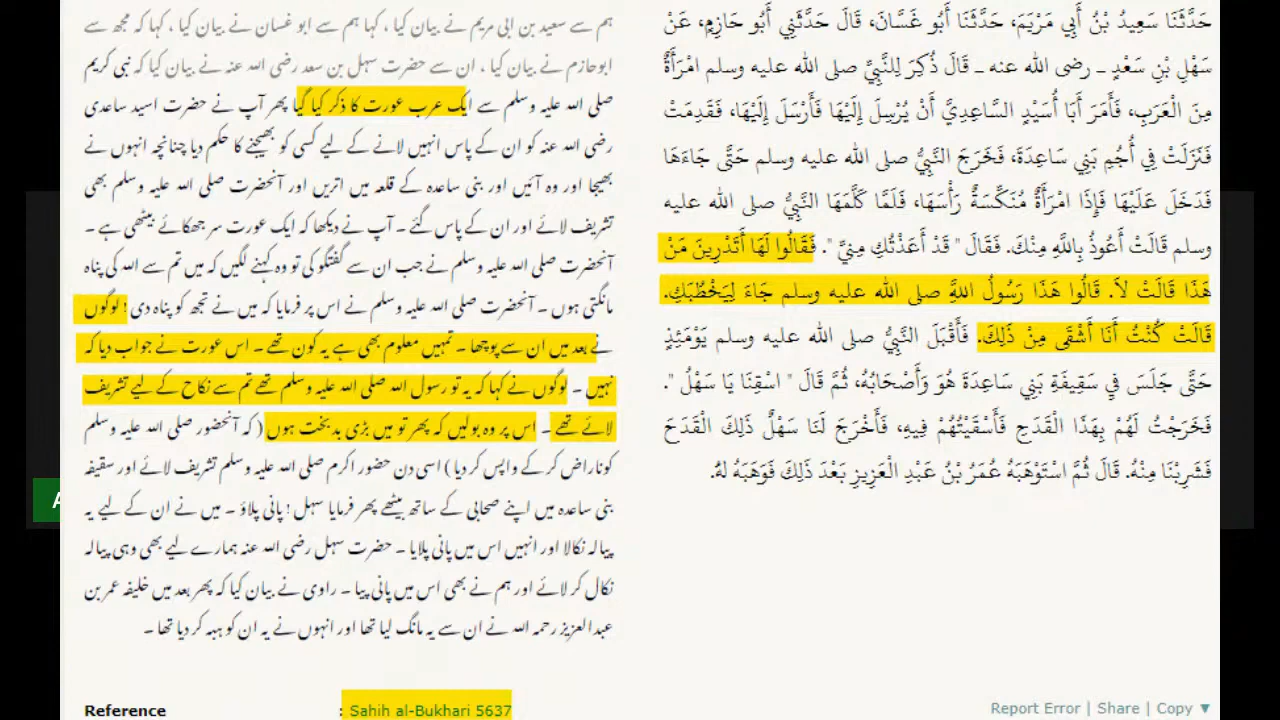 حَدَّثَنَا سَعِيدُ بْنُ أَبِي مَرْيَمَ، حَدَّثَنَا أَبُو غَسَّانَ، قَالَ حَدَّثَنِي أَبُو حَازِمٍ، عَنْ
سَهْلِ بْنِ سَعْدٍ ـ رضى الله عنه ـ قَالَ ذُكِرَ لِلنَّبِيِّ صلى الله عليه وسلم امْرَأَةٌ
مِنَ الْعَرَبِ، فَأَمَرَ أَبَا أُسَيْدٍ السَّاعِدِيَّ أَنْ يُرْسِلَ إِلَيْهَا فَأَرْسَلَ إِلَيْهَا، فَقَدِمَتْ
فَنَزَلَتْ فِي أُجُمِ بَنِي سَاعِدَةَ، فَخَرَجَ النَّبِيُّ صلى الله عليه وسلم حَتَّى جَاءَهَا
فَدَخَلَ عَلَيْهَا فَإِذَا امْرَأَةٌ مُنَكِّسَةٌ رَأْسَهَا، فَلَمَّا كَلَّمَهَا النَّبِيُّ صلى الله عليه
وسلم قَالَتْ أَعُوذُ بِاللَّهِ مِنْكَ‏.‏ فَقَالَ ‏"‏ قَدْ أَعَذْتُكِ مِنِّي ‏"‏‏.‏ فَقَالُوا لَهَا أَتَدْرِينَ مَنْ
هَذَا قَالَتْ لاَ‏.‏ قَالُوا هَذَا رَسُولُ اللَّهِ صلى الله عليه وسلم جَاءَ لِيَخْطُبَكِ‏.‏
قَالَتْ كُنْتُ أَنَا أَشْقَى مِنْ ذَلِكَ‏.‏ فَأَقْبَلَ النَّبِيُّ صلى الله عليه وسلم يَوْمَئِذٍ
حَتَّى جَلَسَ فِي سَقِيفَةِ بَنِي سَاعِدَةَ هُوَ وَأَصْحَابُهُ، ثُمَّ قَالَ ‏"‏ اسْقِنَا يَا سَهْلُ ‏"‏‏.‏
فَخَرَجْتُ لَهُمْ بِهَذَا الْقَدَحِ فَأَسْقَيْتُهُمْ فِيهِ، فَأَخْرَجَ لَنَا سَهْلٌ ذَلِكَ الْقَدَحَ
فَشَرِبْنَا مِنْهُ‏.‏ قَالَ ثُمَّ اسْتَوْهَبَهُ عُمَرُ بْنُ عَبْدِ الْعَزِيزِ بَعْدَ ذَلِكَ فَوَهَبَهُ لَهُ‏.‏
ہم سے سعید بن ابی مریم نے بیان کیا ، کہا ہم سے ابو غسان نے بیان کیا ، کہا کہ مجھ سے
ابوحازم نے بیان کیا ، ان سے حضرت سہل بن سعد رضی اللہ عنہ نے بیان کیا کہ نبی کریم
صلی اللہ علیہ وسلم سے ایک عرب عورت کا ذکر کیا گیا پھر آپ نے حضرت اسید ساعدی
رضی اللہ عنہ کو ان کے پاس انہیں لانے کے لیے کسی کو بھیجنے کا حکم دیا چنانچہ انہوں نے
بھیجا اور وہ آئیں اور بنی ساعدہ کے قلعہ میں اتریں اور آنحضرت صلی اللہ علیہ وسلم بھی
تشریف لائے اور ان کے پاس گئے ۔ آپ نے دیکھا کہ ایک عورت سر جھکائے بیٹھی ہے ۔
آنحضرت صلی اللہ علیہ وسلم نے جب ان سے گفتگو کی تو وہ کہنے لگیں کہ میں تم سے اللہ کی پناہ
مانگتی ہوں ۔ آنحضرت صلی اللہ علیہ وسلم نے اس پر فرمایا کہ میں نے تجھ کو پناہ دی ! لوگوں
نے بعد میں ان سے پوچھا ۔ تمہیں معلوم بھی ہے یہ کون تھے ۔ اس عورت نے جواب دیا کہ
نہیں ۔ لوگوں نے کہا کہ یہ تو رسول اللہ صلی اللہ علیہ وسلم تھے تم سے نکاح کے لیے تشریف
لائے تھے ۔ اس پر وہ بولیں کہ پھر تو میں بڑی بدبخت ہوں ( کہ آنحضور صلی اللہ علیہ وسلم
کو ناراض کر کے واپس کر دیا ) اسی دن حضور اکرم صلی اللہ علیہ وسلم تشریف لائے اور سقیفہ
بنی ساعدہ میں اپنے صحابی کے ساتھ بیٹھے پھر فرمایا سہل ! پانی پلاؤ ۔ میں نے ان کے لیے یہ
پیالہ نکالا اور انہیں اس میں پانی پلایا ۔ حضرت سہل رضی اللہ عنہ ہمارے لیے بھی وہی پیالہ
نکال کر لائے اور ہم نے بھی اس میں پانی پیا ۔ راوی نے بیان کیا کہ پھر بعد میں خلیفہ عمر بن
عبدالعزیز رحمہ اللہ نے ان سے یہ مانگ لیا تھا اور انہوں نے یہ ان کو ہبہ کر دیا تھا ۔
Reference : Sahih al-Bukhari 5637
Report Error | Share | Copy ▼